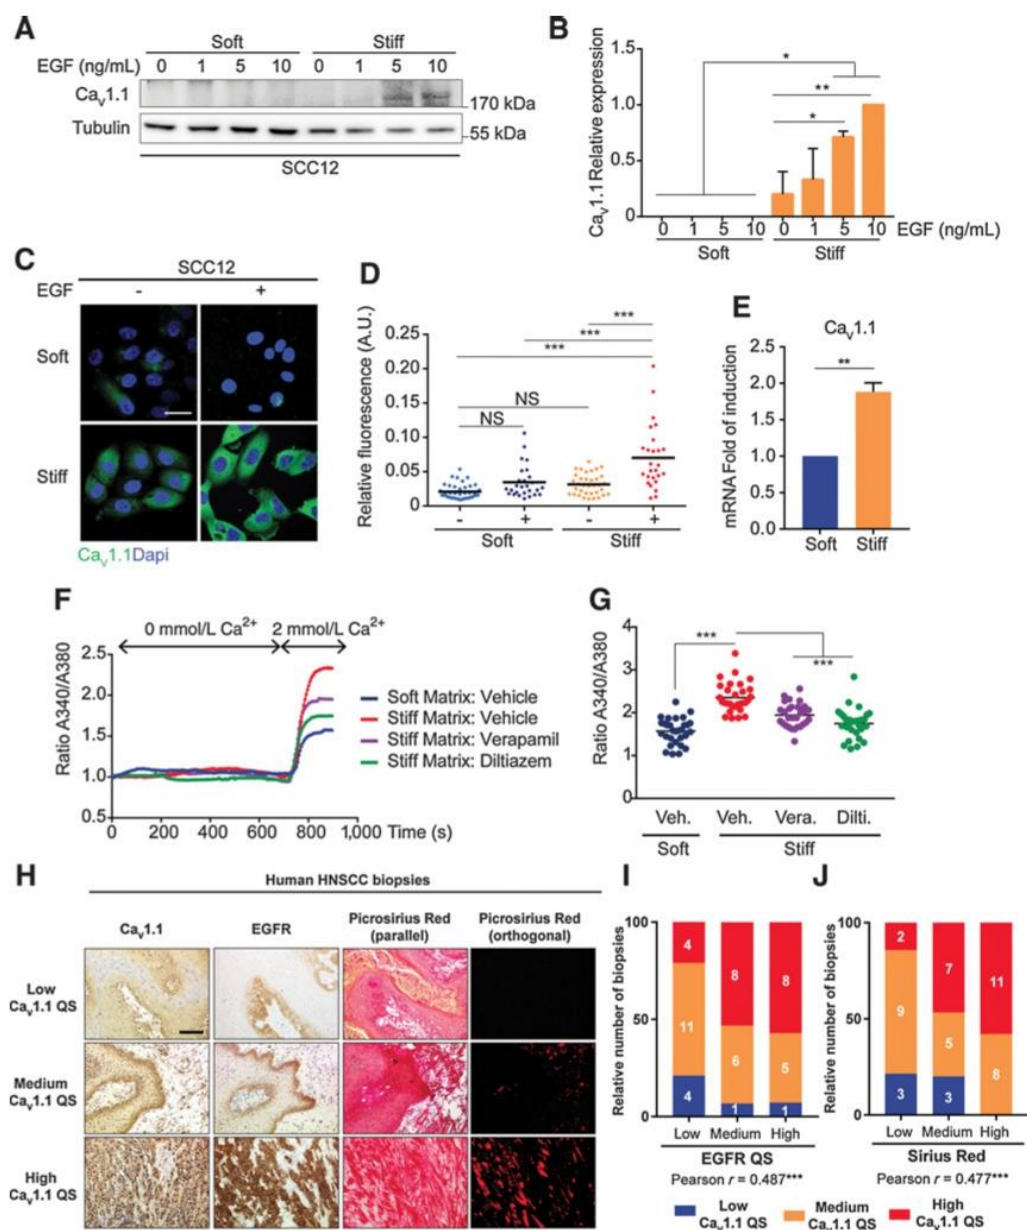 A
Soft Stiff
EGF (ng/mL) 0 1 5 10 0 1 5 10
Caᵥ1.1
170 kDa
Tubulin
55 kDa
SCC12
B
Caᵥ1.1 Relative expression
1.0
0.5
0
*
**
*
0 1 5 10 0 1 5 10 EGF (ng/mL)
Soft Stiff
C
SCC12
EGF - +
Soft
Stiff
Caᵥ1.1Dapi
D
Relative fluorescence (A.U.)
0.25
0.20
0.15
0.10
0.05
0
***
***
***
NS
NS
- + - +
Soft Stiff
E
Caᵥ1.1
mRNA Fold of induction
2.5
2.0
1.5
1.0
0.5
0.0
**
Soft Stiff
F
0 mmol/L Ca²⁺ 2 mmol/L Ca²⁺
Ratio A340/A380
2.5
2.0
1.5
1.0
0.5
0 200 400 600 800 1,000 Time (s)
Soft Matrix: Vehicle
Stiff Matrix: Vehicle
Stiff Matrix: Verapamil
Stiff Matrix: Diltiazem
G
Ratio A340/A380
4
3
2
1
0
***
***
Veh. Veh. Vera. Dilti.
Soft Stiff
H
Human HNSCC biopsies
Caᵥ1.1 EGFR Picrosirius Red (parallel) Picrosirius Red (orthogonal)
Low
Caᵥ1.1 QS
Medium
Caᵥ1.1 QS
High
Caᵥ1.1 QS
I
Relative number of biopsies
100
50
0
4 8 8
11 6 5
4 1 1
Low Medium High
EGFR QS
Pearson r = 0.487***
J
Relative number of biopsies
100
50
0
2 7 11
9 5 8
3 3
Low Medium High
Sirius Red
Pearson r = 0.477***
Low
Caᵥ1.1 QS
Medium
Caᵥ1.1 QS
High
Caᵥ1.1 QS